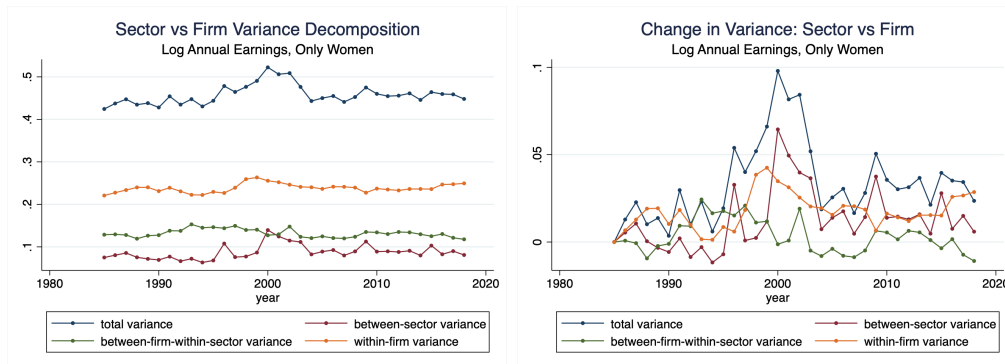 Sector vs Firm Variance Decomposition
Log Annual Earnings, Only Women
.5
.4
.3
.2
.1
1980 1990 2000 2010 2020
year
total variance between-sector variance
between-firm-within-sector variance within-firm variance
Change in Variance: Sector vs Firm
Log Annual Earnings, Only Women
.1
.05
0
1980 1990 2000 2010 2020
year
total variance between-sector variance
between-firm-within-sector variance within-firm variance